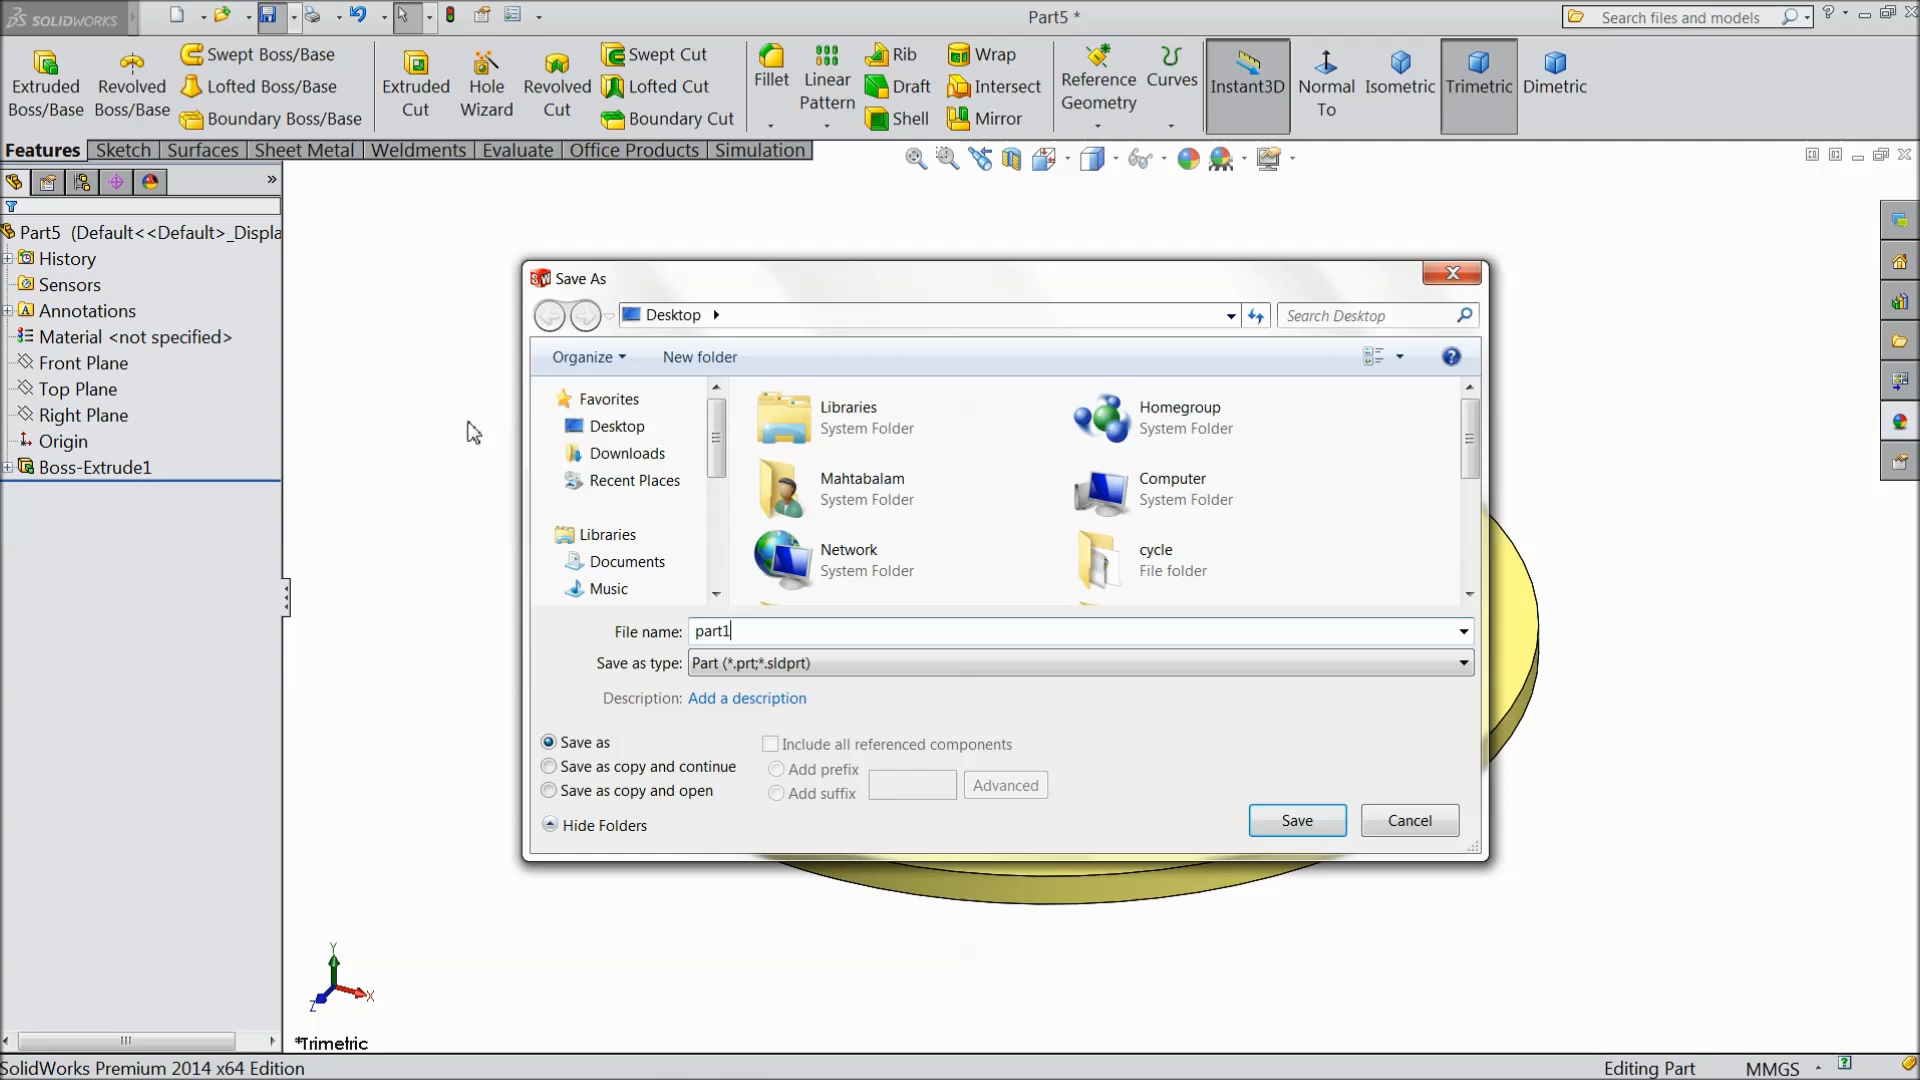 SOLIDWORKS
Part5 *
Search files and models
Extruded Boss/Base
Revolved Boss/Base
Swept Boss/Base
Lofted Boss/Base
Boundary Boss/Base
Extruded Cut
Hole Wizard
Revolved Cut
Swept Cut
Lofted Cut
Boundary Cut
Fillet
Linear Pattern
Rib
Draft
Shell
Wrap
Intersect
Mirror
Reference Geometry
Curves
Instant3D
Normal To
Isometric
Trimetric
Dimetric
Features
Sketch
Surfaces
Sheet Metal
Weldments
Evaluate
Office Products
Simulation
Part5 (Default<<Default>_Displa
History
Sensors
Annotations
Material <not specified>
Front Plane
Top Plane
Right Plane
Origin
Boss-Extrude1
Save As
Desktop
Search Desktop
Organize
New folder
Favorites
Desktop
Downloads
Recent Places
Libraries
Documents
Music
Libraries
System Folder
Homegroup
System Folder
Mahtabalam
System Folder
Computer
System Folder
Network
System Folder
cycle
File folder
File name: part1
Save as type: Part (*.prt;*.sldprt)
Description: Add a description
Save as
Save as copy and continue
Save as copy and open
Include all referenced components
Add prefix
Add suffix
Advanced
Hide Folders
Save
Cancel
Y
X
Z
*Trimetric
SolidWorks Premium 2014 x64 Edition
Editing Part
MMGS